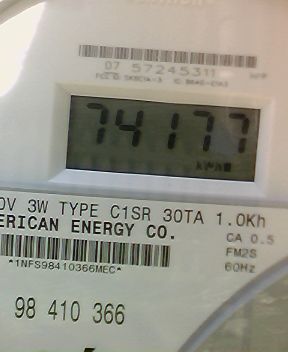 07 57245311
74177
kWh
0V 3W TYPE C1SR 30TA 1.0Kh
ERICAN ENERGY CO.
CA 0.5
FM2S
*1NFS98410366MEC*
60Hz
98 410 366